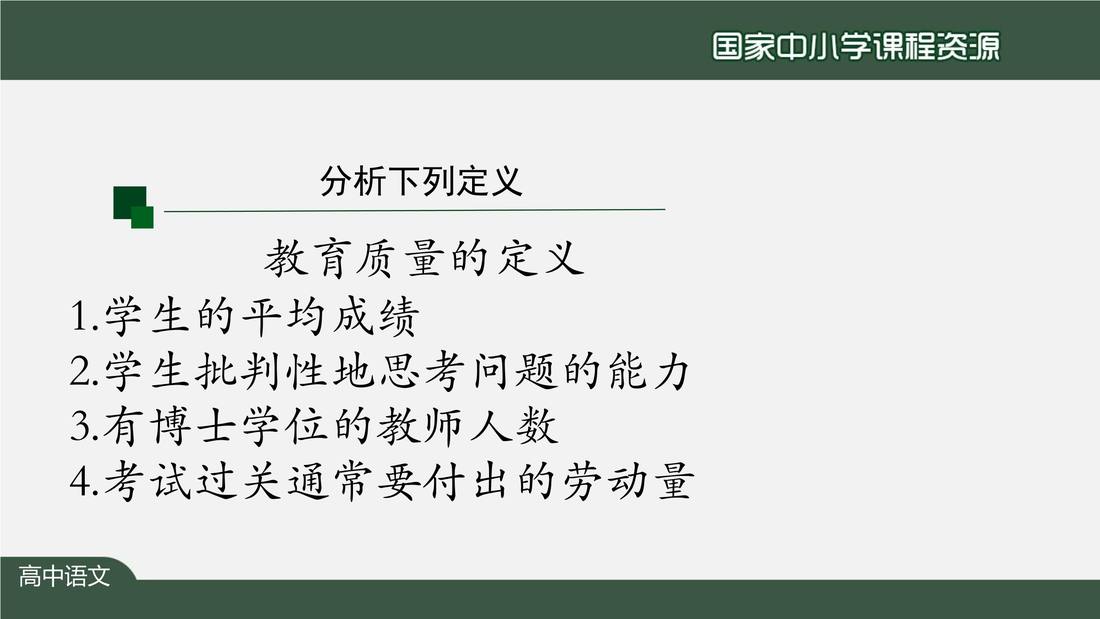 国家中小学课程资源
分析下列定义
教育质量的定义
1.学生的平均成绩
2.学生批判性地思考问题的能力
3.有博士学位的教师人数
4.考试过关通常要付出的劳动量
高中语文